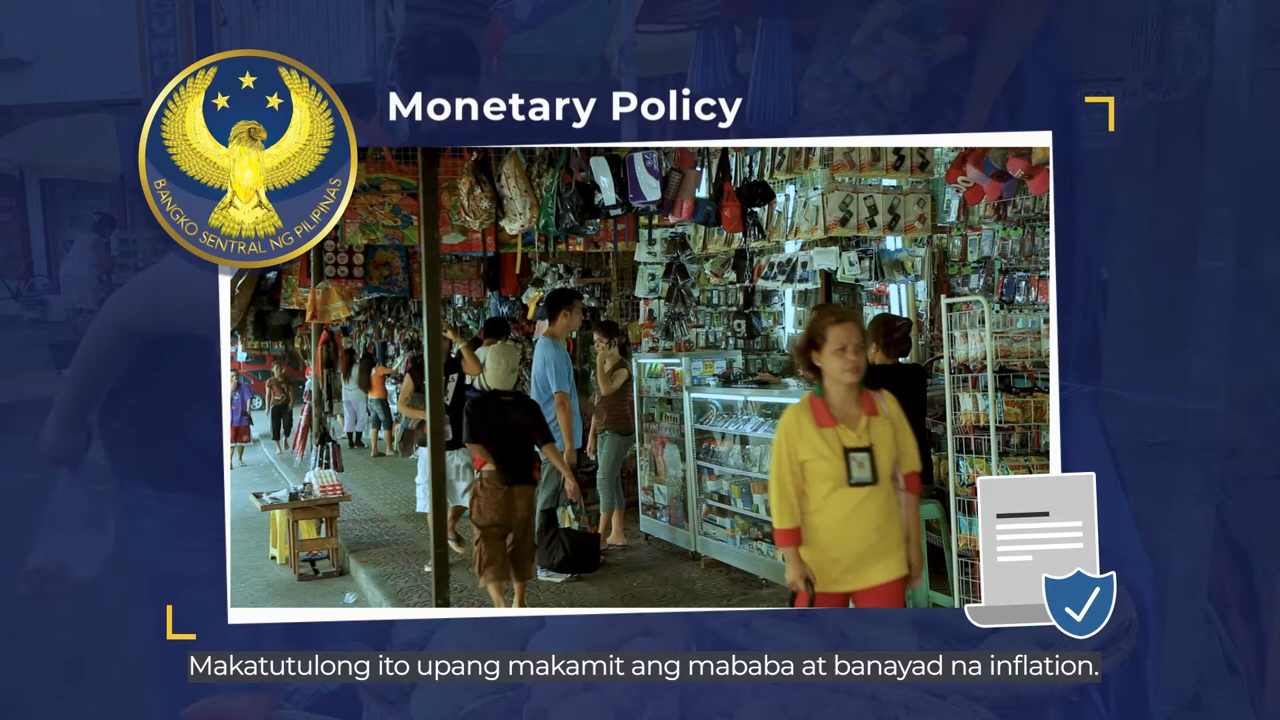 Monetary Policy
BANGKO SENTRAL NG PILIPINAS
Makatutulong ito upang makamit ang mababa at banayad na inflation.